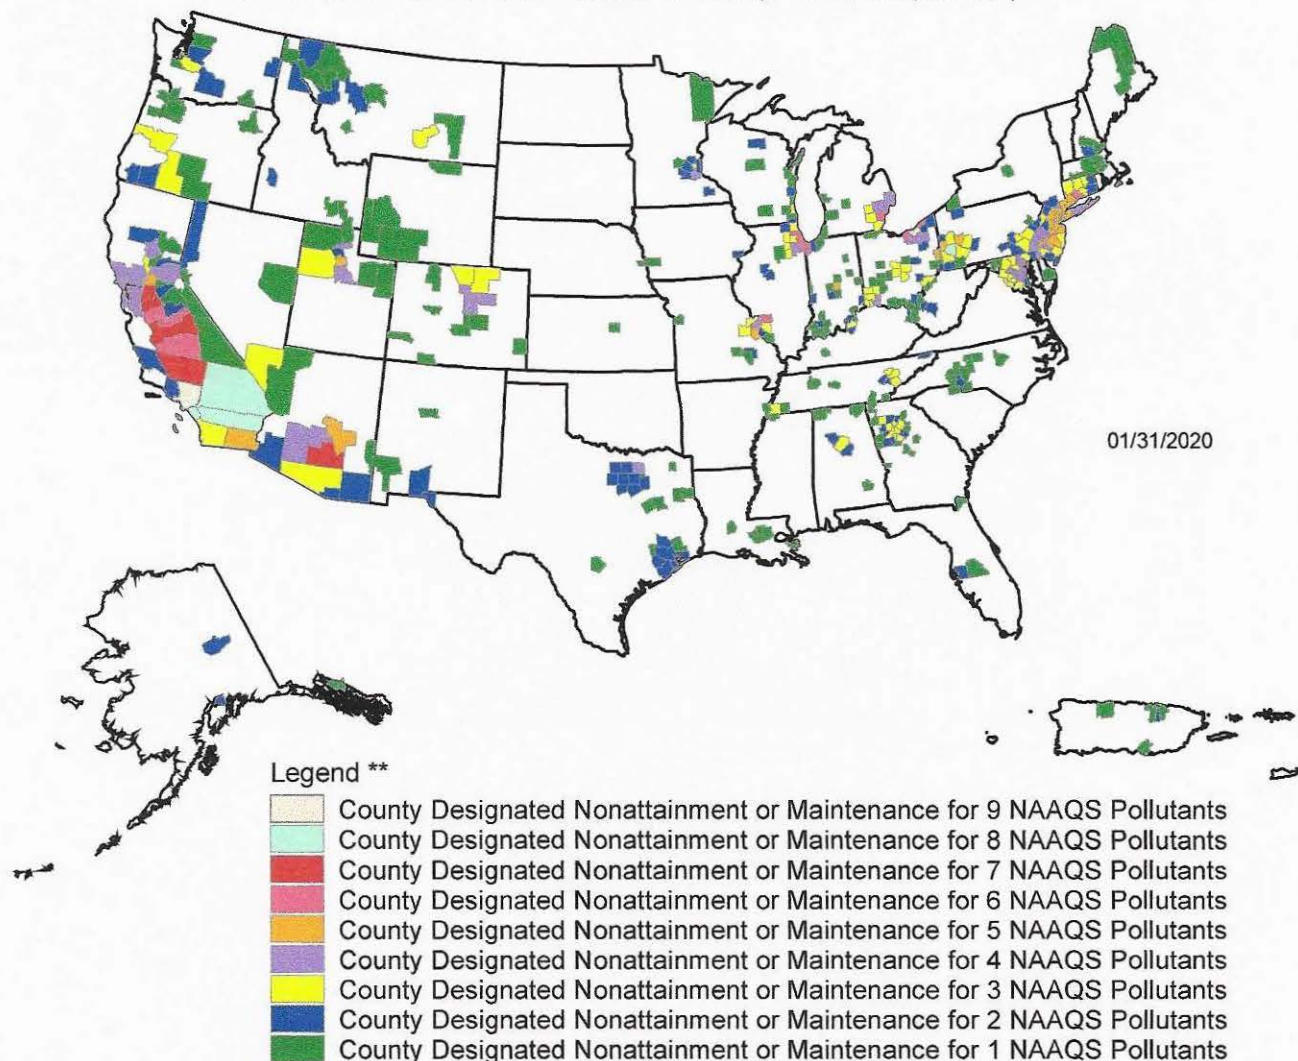 01/31/2020
Legend **
County Designated Nonattainment or Maintenance for 9 NAAQS Pollutants
County Designated Nonattainment or Maintenance for 8 NAAQS Pollutants
County Designated Nonattainment or Maintenance for 7 NAAQS Pollutants
County Designated Nonattainment or Maintenance for 6 NAAQS Pollutants
County Designated Nonattainment or Maintenance for 5 NAAQS Pollutants
County Designated Nonattainment or Maintenance for 4 NAAQS Pollutants
County Designated Nonattainment or Maintenance for 3 NAAQS Pollutants
County Designated Nonattainment or Maintenance for 2 NAAQS Pollutants
County Designated Nonattainment or Maintenance for 1 NAAQS Pollutants